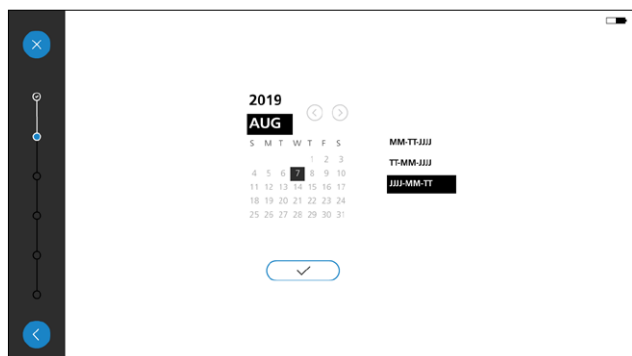 2019
AUG
S M T W T F S
1 2 3
4 5 6 7 8 9 10
11 12 13 14 15 16 17
18 19 20 21 22 23 24
25 26 27 28 29 30 31
MM-TT-JJJJ
TT-MM-JJJJ
JJJJ-MM-TT